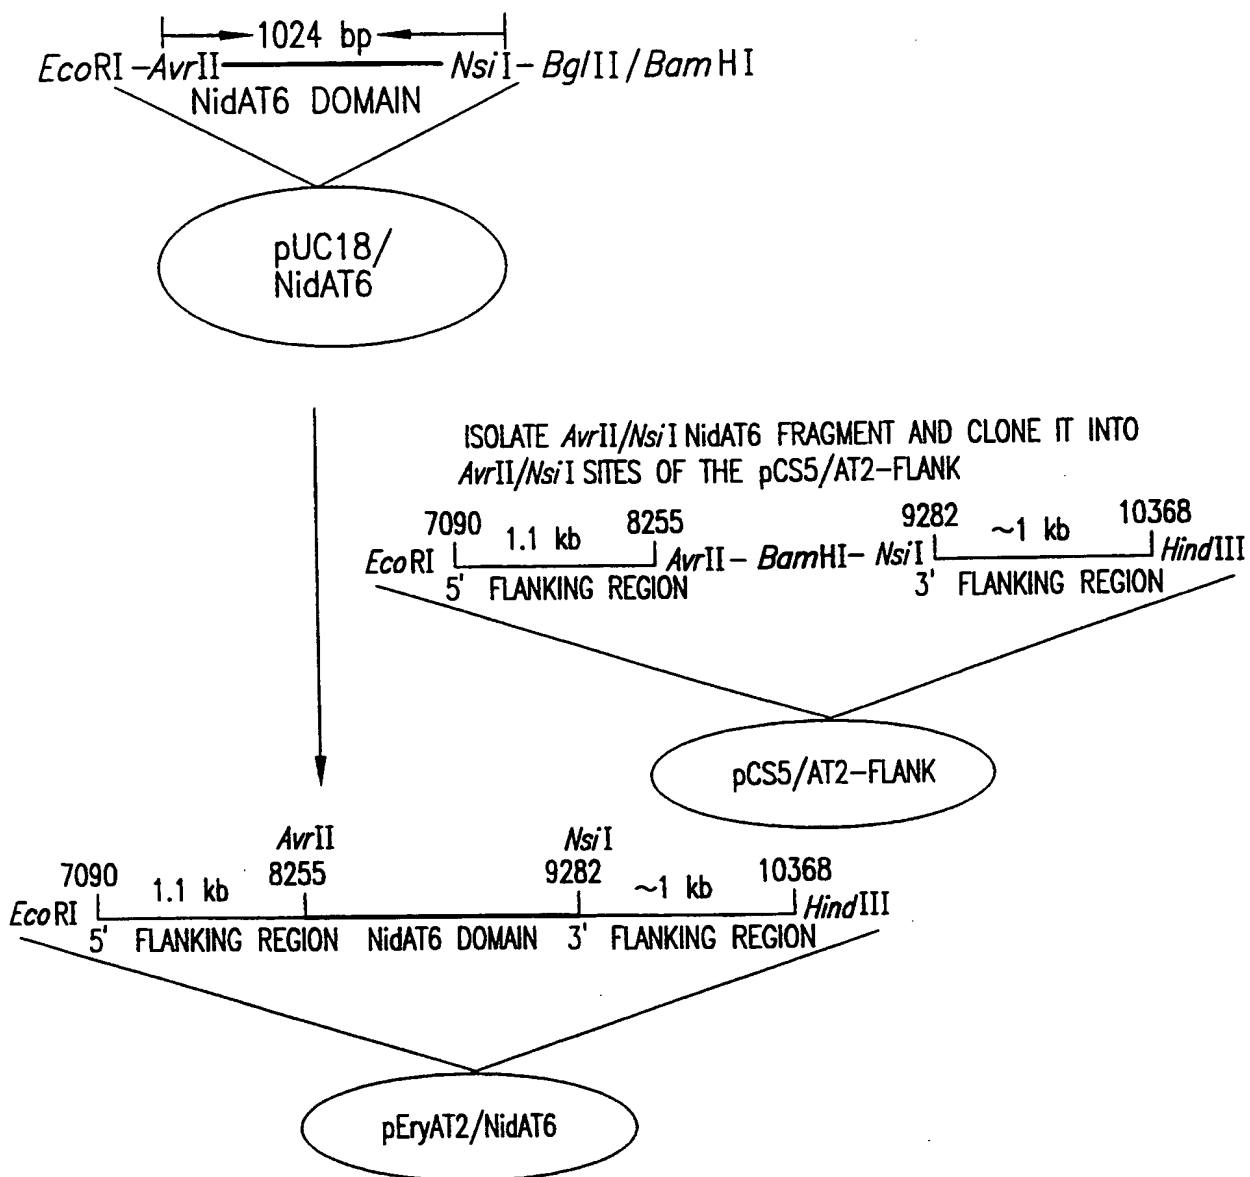 1024 bp
EcoRI-AvrII NsiI-BglII/BamHI
NidAT6 DOMAIN
pUC18/
NidAT6
ISOLATE AvrII/NsiI NidAT6 FRAGMENT AND CLONE IT INTO
AvrII/NsiI SITES OF THE pCS5/AT2-FLANK
7090 1.1 kb 8255 9282 ~1 kb 10368
EcoRI AvrII-BamHI-NsiI HindIII
5' FLANKING REGION 3' FLANKING REGION
pCS5/AT2-FLANK
AvrII NsiI
7090 1.1 kb 8255 9282 ~1 kb 10368
EcoRI HindIII
5' FLANKING REGION NidAT6 DOMAIN 3' FLANKING REGION
pEryAT2/NidAT6